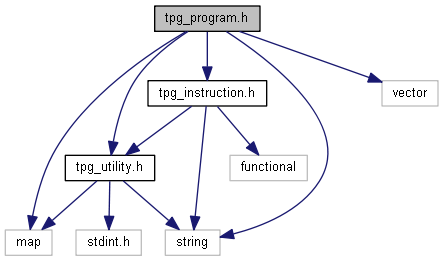 tpg_program.h
tpg_instruction.h
vector
tpg_utility.h
functional
map
stdint.h
string